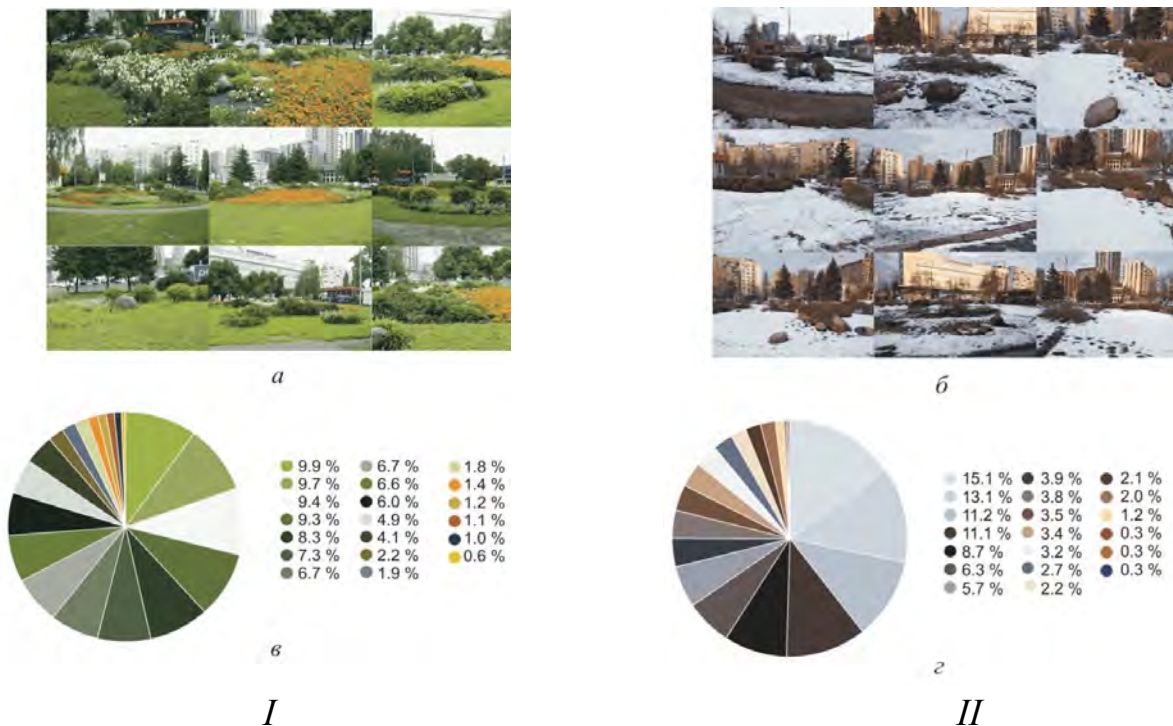 а
б
9.9 % 6.7 % 1.8 %
9.7 % 6.6 % 1.4 %
9.4 % 6.0 % 1.2 %
9.3 % 4.9 % 1.1 %
8.3 % 4.1 % 1.0 %
7.3 % 2.2 % 0.6 %
6.7 % 1.9 %
15.1 % 3.9 % 2.1 %
13.1 % 3.8 % 2.0 %
11.2 % 3.5 % 1.2 %
11.1 % 3.4 % 0.3 %
8.7 % 3.2 % 0.3 %
6.3 % 2.7 % 0.3 %
5.7 % 2.2 %
в
г
I
II